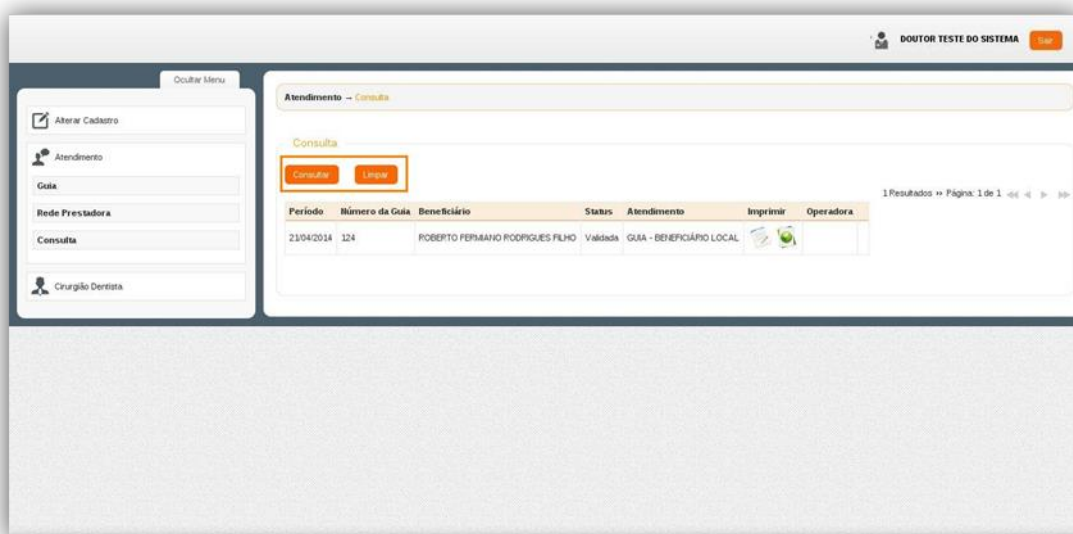 DOUTOR TESTE DO SISTEMA Sair
Ocultar Menu
Alterar Cadastro
Atendimento
Guia
Rede Prestadora
Consulta
Cirurgião Dentista
Atendimento → Consulta
Consulta
Consultar Limpar
1 Resultados ›› Página: 1 de 1
Período Número da Guia Beneficiário Status Atendimento Imprimir Operadora
21/04/2014 124 ROBERTO FERMIANO RODRIGUES FILHO Validada GUIA - BENEFICIÁRIO LOCAL